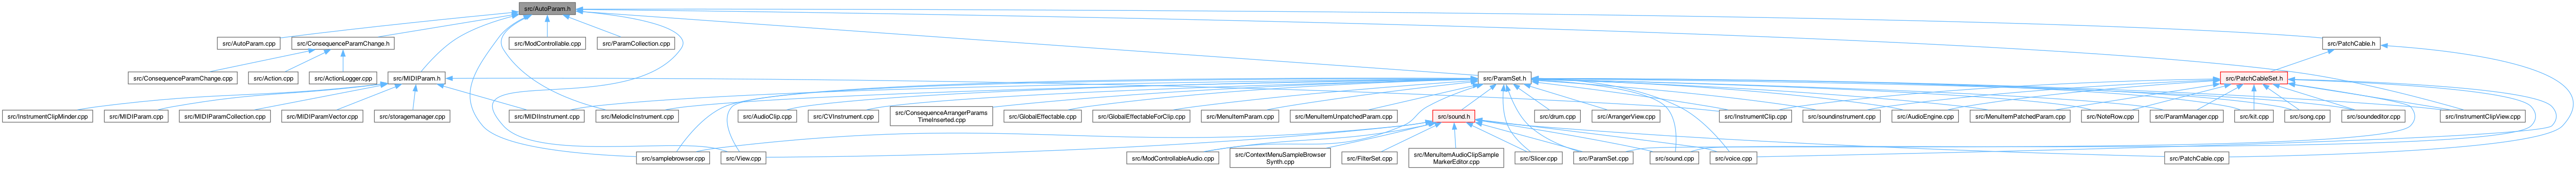 src/AutoParam.h
src/AutoParam.cpp
src/ConsequenceParamChange.h
src/ModControllable.cpp
src/ParamCollection.cpp
src/PatchCable.h
src/ConsequenceParamChange.cpp
src/Action.cpp
src/ActionLogger.cpp
src/MIDIParam.h
src/ParamSet.h
src/PatchCableSet.h
src/InstrumentClipMinder.cpp
src/MIDIParam.cpp
src/MIDIParamCollection.cpp
src/MIDIParamVector.cpp
src/storagemanager.cpp
src/MIDIInstrument.cpp
src/MelodicInstrument.cpp
src/AudioClip.cpp
src/CVInstrument.cpp
src/ConsequenceArrangerParams
TimeInserted.cpp
src/GlobalEffectable.cpp
src/GlobalEffectableForClip.cpp
src/MenuItemParam.cpp
src/MenuItemUnpatchedParam.cpp
src/sound.h
src/drum.cpp
src/ArrangerView.cpp
src/InstrumentClip.cpp
src/soundinstrument.cpp
src/AudioEngine.cpp
src/MenuItemPatchedParam.cpp
src/NoteRow.cpp
src/ParamManager.cpp
src/kit.cpp
src/song.cpp
src/soundeditor.cpp
src/InstrumentClipView.cpp
src/samplebrowser.cpp
src/View.cpp
src/ModControllableAudio.cpp
src/ContextMenuSampleBrowser
Synth.cpp
src/FilterSet.cpp
src/MenuItemAudioClipSample
MarkerEditor.cpp
src/Slicer.cpp
src/ParamSet.cpp
src/sound.cpp
src/voice.cpp
src/PatchCable.cpp